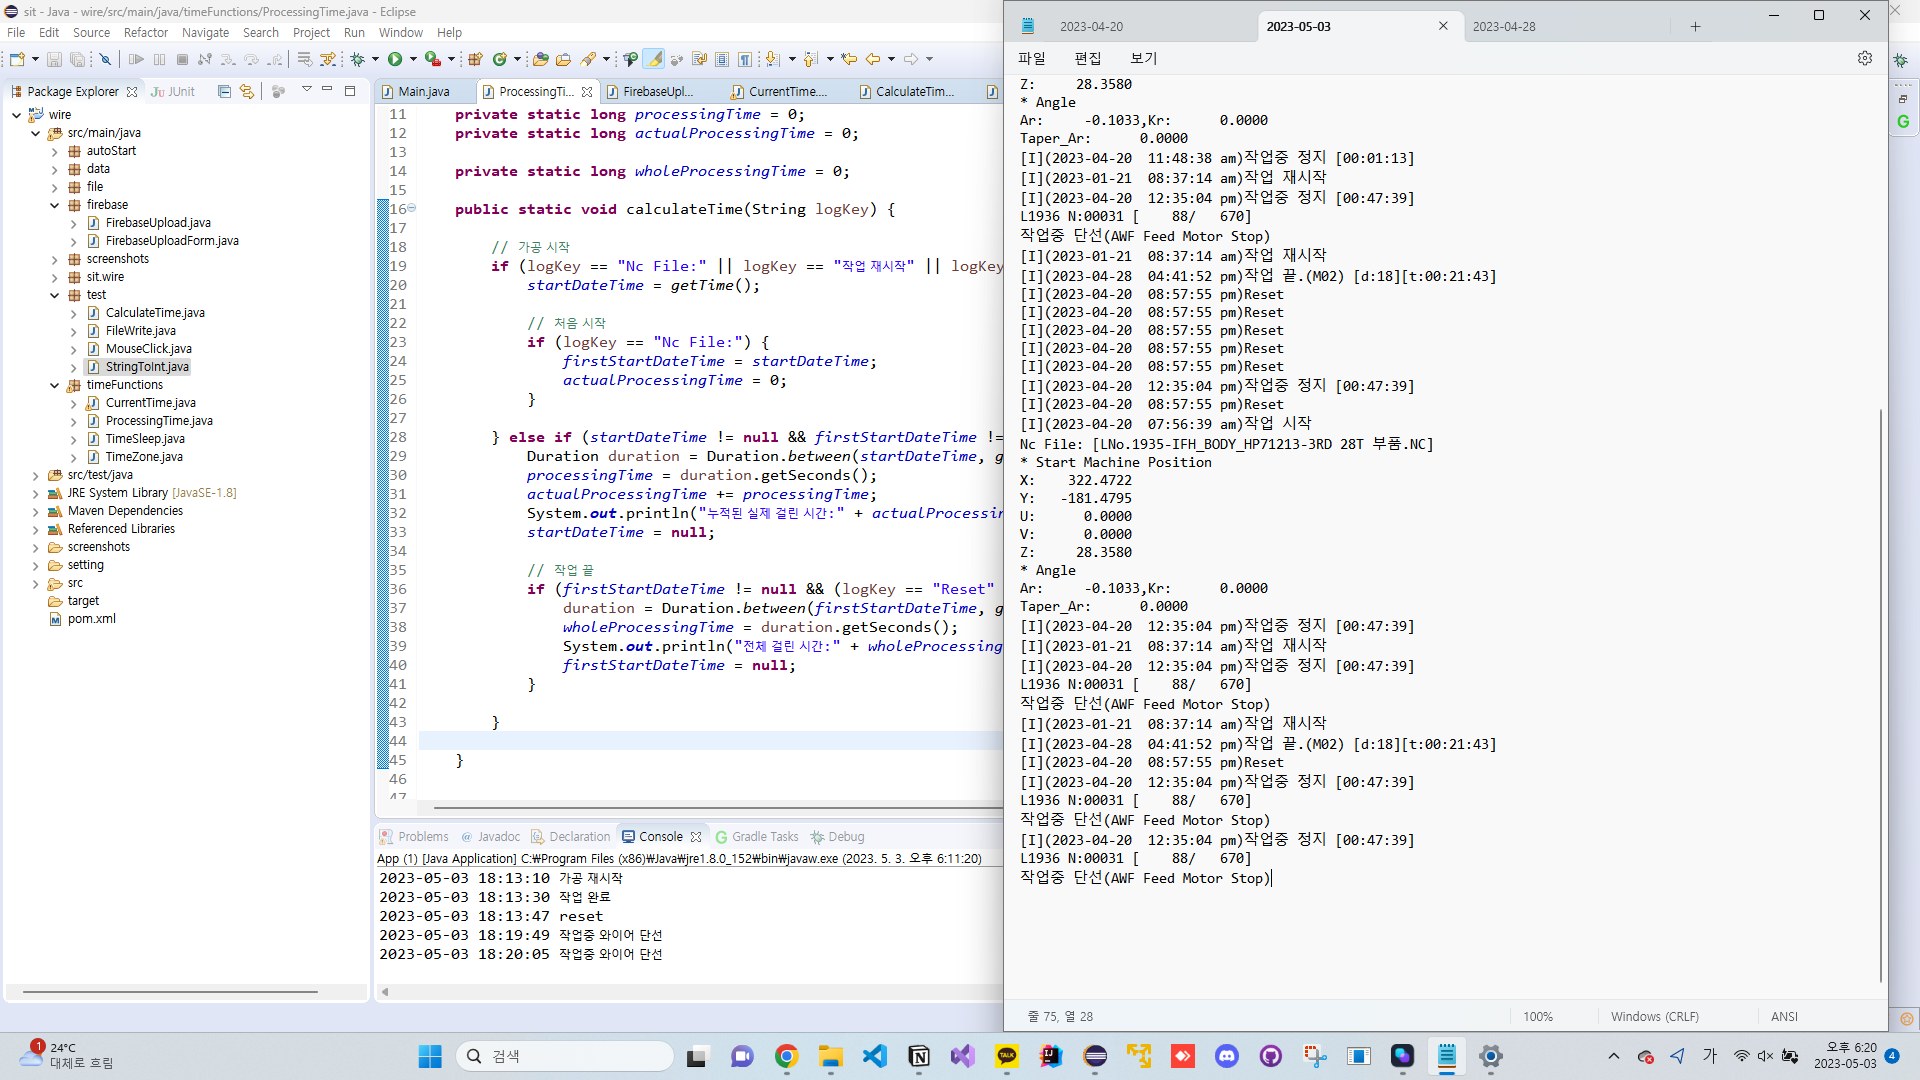 sit - Java - wire/src/main/java/timeFunctions/ProcessingTime.java - Eclipse
File Edit Source Refactor Navigate Search Project Run Window Help
Package Explorer JUnit
wire
src/main/java
autoStart
data
file
firebase
FirebaseUpload.java
FirebaseUploadForm.java
screenshots
sit.wire
test
CalculateTime.java
FileWrite.java
MouseClick.java
StringToInt.java
timeFunctions
CurrentTime.java
ProcessingTime.java
TimeSleep.java
TimeZone.java
src/test/java
JRE System Library [JavaSE-1.8]
Maven Dependencies
Referenced Libraries
screenshots
setting
src
target
pom.xml
Main.java ProcessingTi... FirebaseUpl... CurrentTime.... CalculateTim...
11 private static long processingTime = 0;
12 private static long actualProcessingTime = 0;
13
14 private static long wholeProcessingTime = 0;
15
16 public static void calculateTime(String logKey) {
17
18 // 가공 시작
19 if (logKey == "Nc File:" || logKey == "작업 재시작" || logKey
20 startDateTime = getTime();
21
22 // 처음 시작
23 if (logKey == "Nc File:") {
24 firstStartDateTime = startDateTime;
25 actualProcessingTime = 0;
26 }
27
28 } else if (startDateTime != null && firstStartDateTime !=
29 Duration duration = Duration.between(startDateTime, g
30 processingTime = duration.getSeconds();
31 actualProcessingTime += processingTime;
32 System.out.println("누적된 실제 걸린 시간:" + actualProcessin
33 startDateTime = null;
34
35 // 작업 끝
36 if (firstStartDateTime != null && (logKey == "Reset"
37 duration = Duration.between(firstStartDateTime, g
38 wholeProcessingTime = duration.getSeconds();
39 System.out.println("전체 걸린 시간:" + wholeProcessing
40 firstStartDateTime = null;
41 }
42
43 }
44
45 }
46
47
Problems Javadoc Declaration Console Gradle Tasks Debug
App (1) [Java Application] C:₩Program Files (x86)₩Java₩jre1.8.0_152₩bin₩javaw.exe (2023. 5. 3. 오후 6:11:20)
2023-05-03 18:13:10 가공 재시작
2023-05-03 18:13:30 작업 완료
2023-05-03 18:13:47 reset
2023-05-03 18:19:49 작업중 와이어 단선
2023-05-03 18:20:05 작업중 와이어 단선
2023-04-20 2023-05-03 2023-04-28
파일 편집 보기
Z: 28.3580
* Angle
Ar: -0.1033,Kr: 0.0000
Taper_Ar: 0.0000
[I](2023-04-20 11:48:38 am)작업중 정지 [00:01:13]
[I](2023-01-21 08:37:14 am)작업 재시작
[I](2023-04-20 12:35:04 pm)작업중 정지 [00:47:39]
L1936 N:00031 [ 88/ 670]
작업중 단선(AWF Feed Motor Stop)
[I](2023-01-21 08:37:14 am)작업 재시작
[I](2023-04-28 04:41:52 pm)작업 끝.(M02) [d:18][t:00:21:43]
[I](2023-04-20 08:57:55 pm)Reset
[I](2023-04-20 08:57:55 pm)Reset
[I](2023-04-20 08:57:55 pm)Reset
[I](2023-04-20 08:57:55 pm)Reset
[I](2023-04-20 08:57:55 pm)Reset
[I](2023-04-20 12:35:04 pm)작업중 정지 [00:47:39]
[I](2023-04-20 08:57:55 pm)Reset
[I](2023-04-20 07:56:39 am)작업 시작
Nc File: [LNo.1935-IFH_BODY_HP71213-3RD 28T 부품.NC]
* Start Machine Position
X: 322.4722
Y: -181.4795
U: 0.0000
V: 0.0000
Z: 28.3580
* Angle
Ar: -0.1033,Kr: 0.0000
Taper_Ar: 0.0000
[I](2023-04-20 12:35:04 pm)작업중 정지 [00:47:39]
[I](2023-01-21 08:37:14 am)작업 재시작
[I](2023-04-20 12:35:04 pm)작업중 정지 [00:47:39]
L1936 N:00031 [ 88/ 670]
작업중 단선(AWF Feed Motor Stop)
[I](2023-01-21 08:37:14 am)작업 재시작
[I](2023-04-28 04:41:52 pm)작업 끝.(M02) [d:18][t:00:21:43]
[I](2023-04-20 08:57:55 pm)Reset
[I](2023-04-20 12:35:04 pm)작업중 정지 [00:47:39]
L1936 N:00031 [ 88/ 670]
작업중 단선(AWF Feed Motor Stop)
[I](2023-04-20 12:35:04 pm)작업중 정지 [00:47:39]
L1936 N:00031 [ 88/ 670]
작업중 단선(AWF Feed Motor Stop)
줄 75, 열 28 100% Windows (CRLF) ANSI
1 24°C
대체로 흐림
검색
TALK
가
오후 6:20
2023-05-03
4